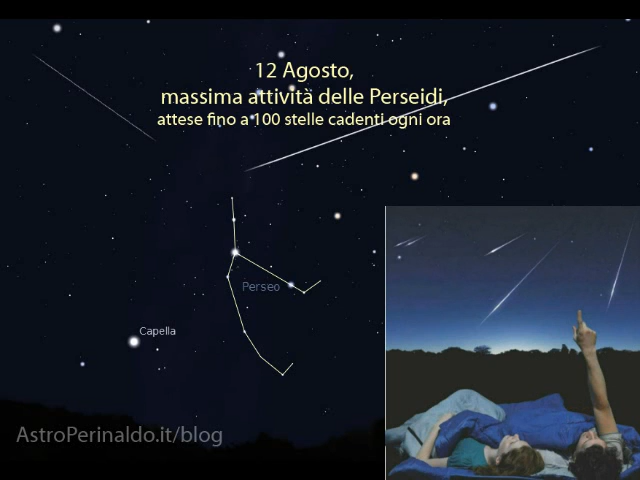 12 Agosto,
massima attività delle Perseidi,
attese fino a 100 stelle cadenti ogni ora
Perseo
Capella
AstroPerinaldo.it/blog